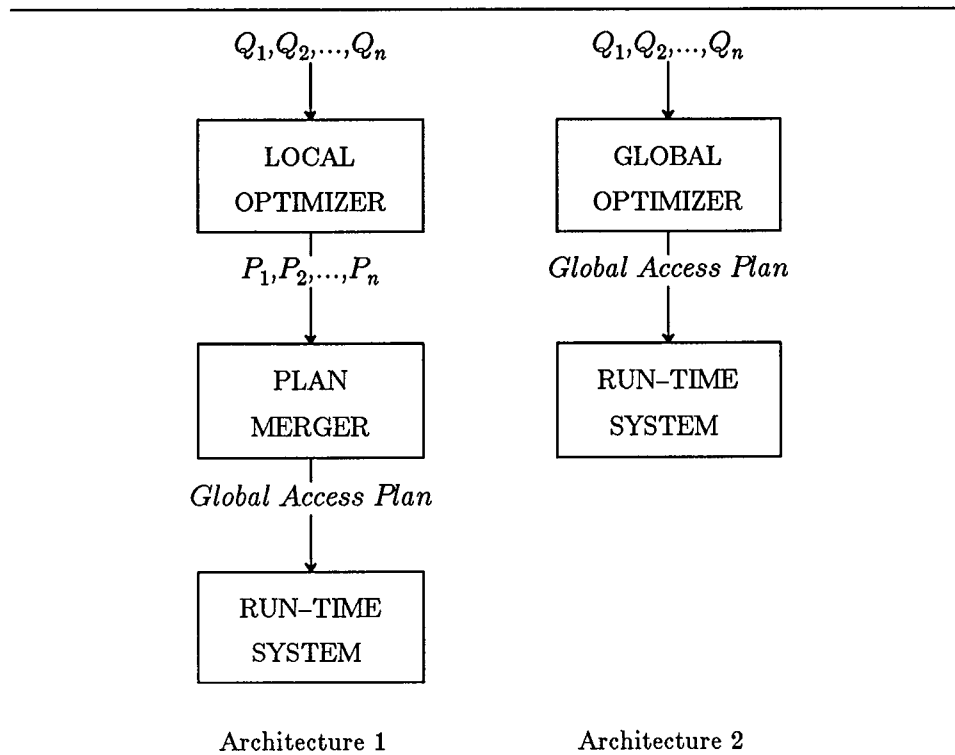 Q₁,Q₂,...,Qₙ
LOCAL
OPTIMIZER
P₁,P₂,...,Pₙ
PLAN
MERGER
Global Access Plan
RUN–TIME
SYSTEM
Architecture 1
Q₁,Q₂,...,Qₙ
GLOBAL
OPTIMIZER
Global Access Plan
RUN–TIME
SYSTEM
Architecture 2